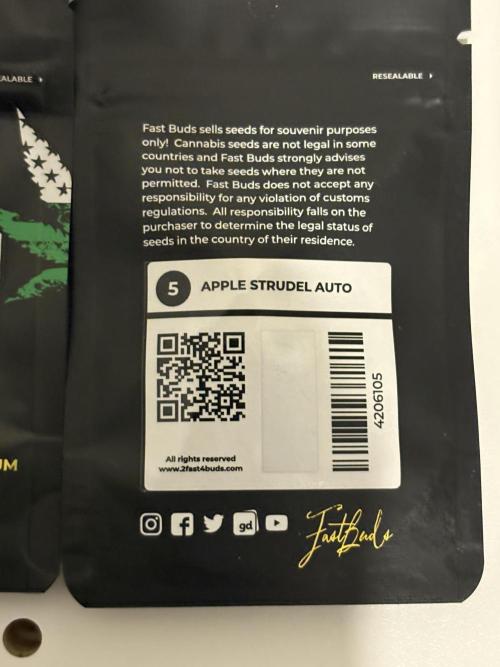 EALABLE
RESEALABLE
Fast Buds sells seeds for souvenir purposes
only! Cannabis seeds are not legal in some
countries and Fast Buds strongly advises
you not to take seeds where they are not
permitted. Fast Buds does not accept any
responsibility for any violation of customs
regulations. All responsibility falls on the
purchaser to determine the legal status of
seeds in the country of their residence.
5 APPLE STRUDEL AUTO
4206105
All rights reserved
www.2fast4buds.com
UM
gd
FastBuds